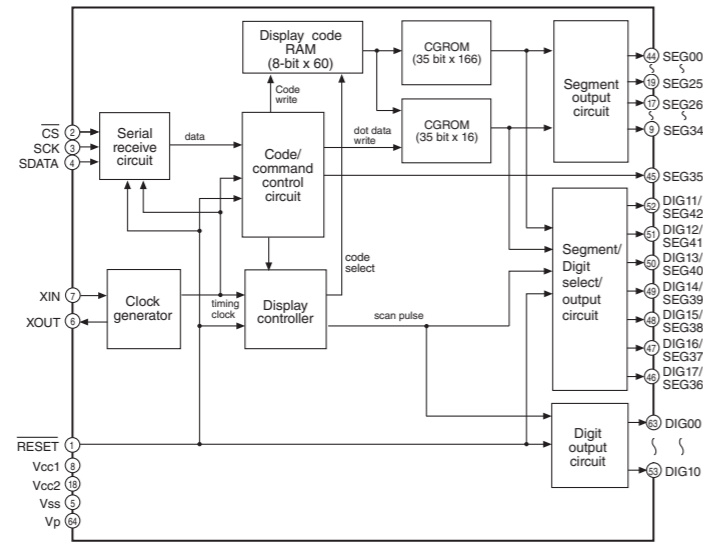 Display code
RAM
(8-bit x 60)
CGROM
(35 bit x 166)
CGROM
(35 bit x 16)
Segment
output
circuit
44 SEG00
19 SEG25
17 SEG26
9 SEG34
Code
write
CS 2
SCK 3
SDATA 4
Serial
receive
circuit
data
Code/
command
control
circuit
dot data
write
45 SEG35
52 DIG11/
SEG42
51 DIG12/
SEG41
50 DIG13/
SEG40
49 DIG14/
SEG39
48 DIG15/
SEG38
47 DIG16/
SEG37
46 DIG17/
SEG36
Segment/
Digit
select/
output
circuit
code
select
XIN 7
XOUT 6
Clock
generator
timing
clock
Display
controller
scan pulse
RESET 1
Vcc1 8
Vcc2 18
Vss 5
Vp 64
Digit
output
circuit
63 DIG00
53 DIG10